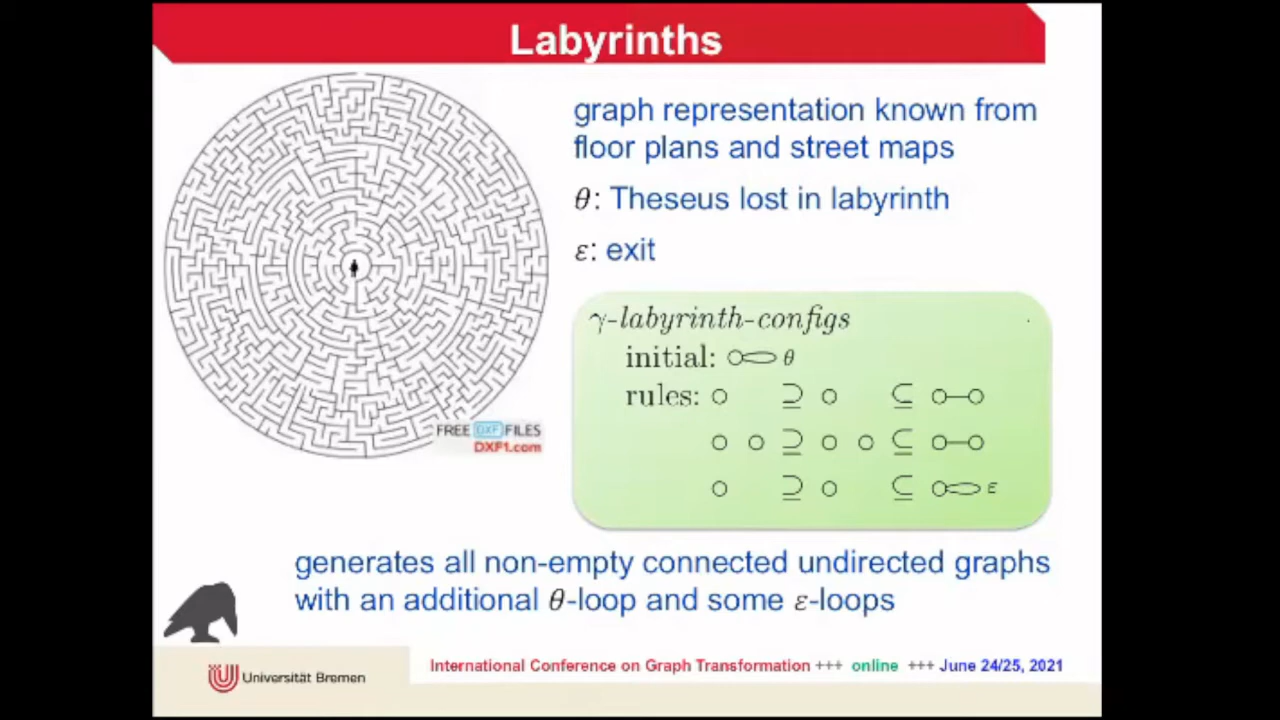 Labyrinths
graph representation known from
floor plans and street maps
θ: Theseus lost in labyrinth
ε: exit
FREE DXF FILES
DXF1.com
γ-labyrinth-configs
initial: θ
rules: ⊇ ⊆
⊇ ⊆
⊇ ⊆ ε
generates all non-empty connected undirected graphs
with an additional θ-loop and some ε-loops
Universität Bremen
International Conference on Graph Transformation +++ online +++ June 24/25, 2021